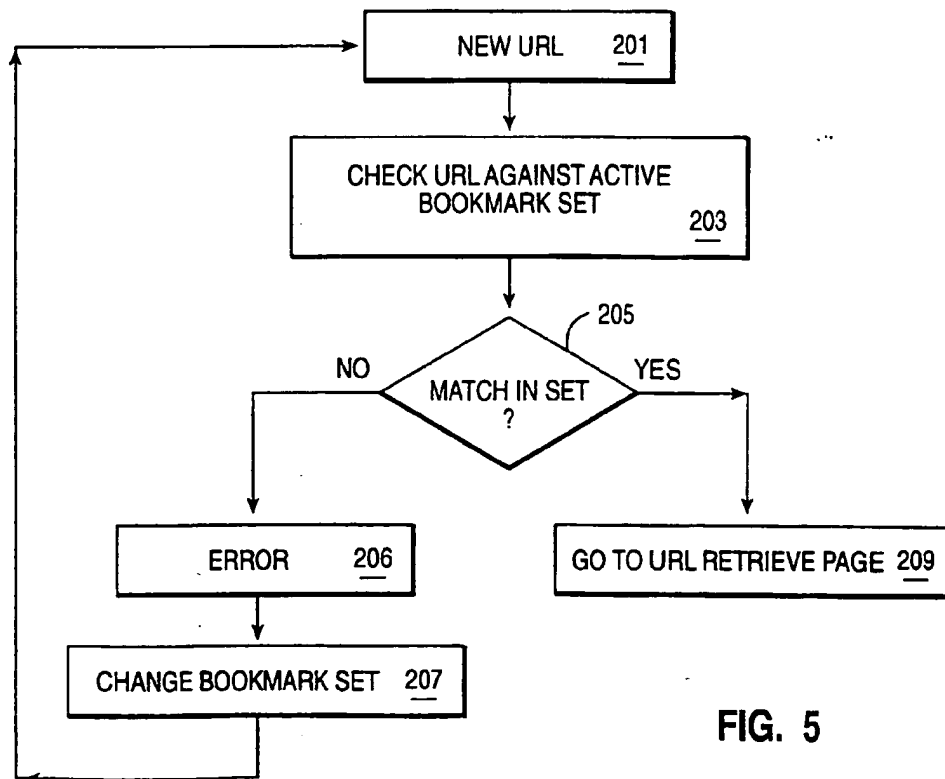 NEW URL 201
CHECK URL AGAINST ACTIVE
BOOKMARK SET
203
205
NO
YES
MATCH IN SET
?
ERROR 206
GO TO URL RETRIEVE PAGE 209
CHANGE BOOKMARK SET 207
FIG. 5